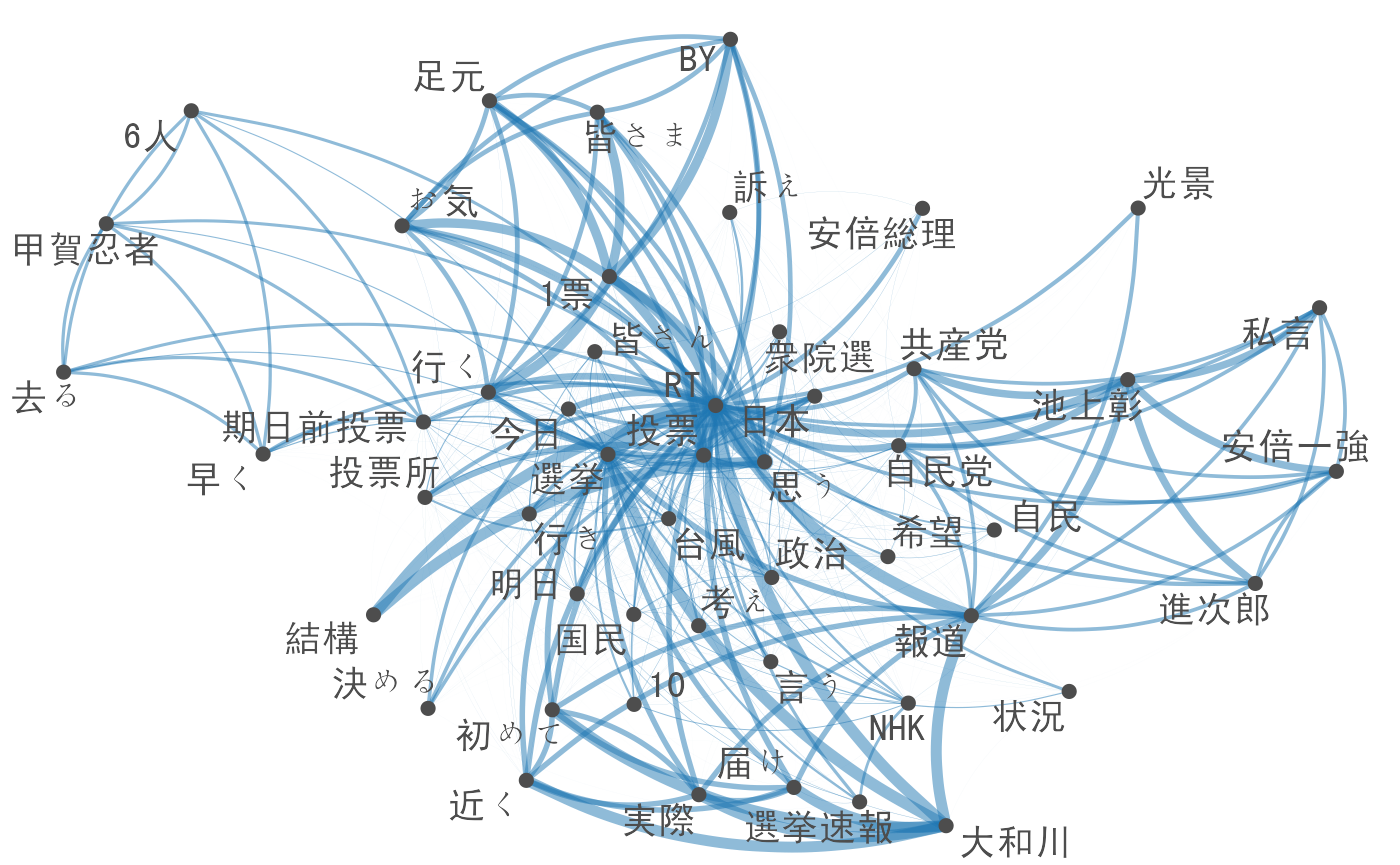 BY
足元
6人
皆さま
光景
訴え
お気
安倍総理
甲賀忍者
1票
私言
皆さん
衆院選
共産党
行く
RT
去る
池上彰
日本
期日前投票
今日
投票
安倍一強
早く
投票所
選挙
思う
自民党
自民
希望
行き
台風
政治
明日
考え
進次郎
結構
国民
報道
決める
10
言う
状況
初めて
NHK
届け
近く
実際
選挙速報
大和川